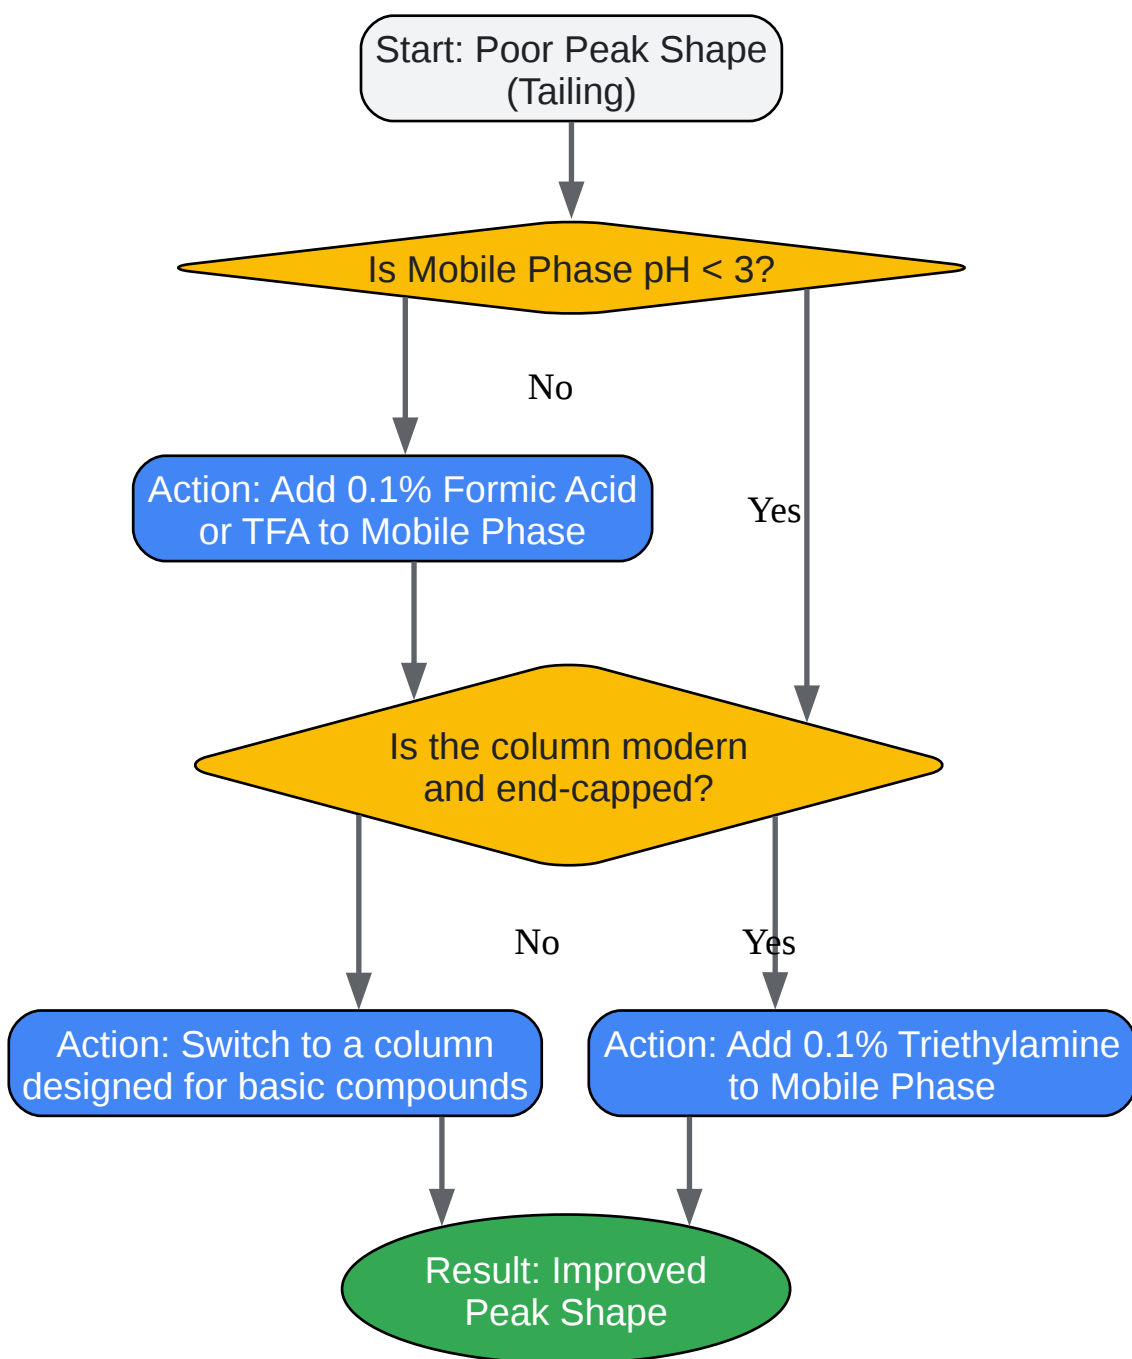 Start: Poor Peak Shape
(Tailing)
Is Mobile Phase pH < 3?
No
Action: Add 0.1% Formic Acid
or TFA to Mobile Phase
Yes
Is the column modern
and end-capped?
No
Yes
Action: Switch to a column
designed for basic compounds
Action: Add 0.1% Triethylamine
to Mobile Phase
Result: Improved
Peak Shape